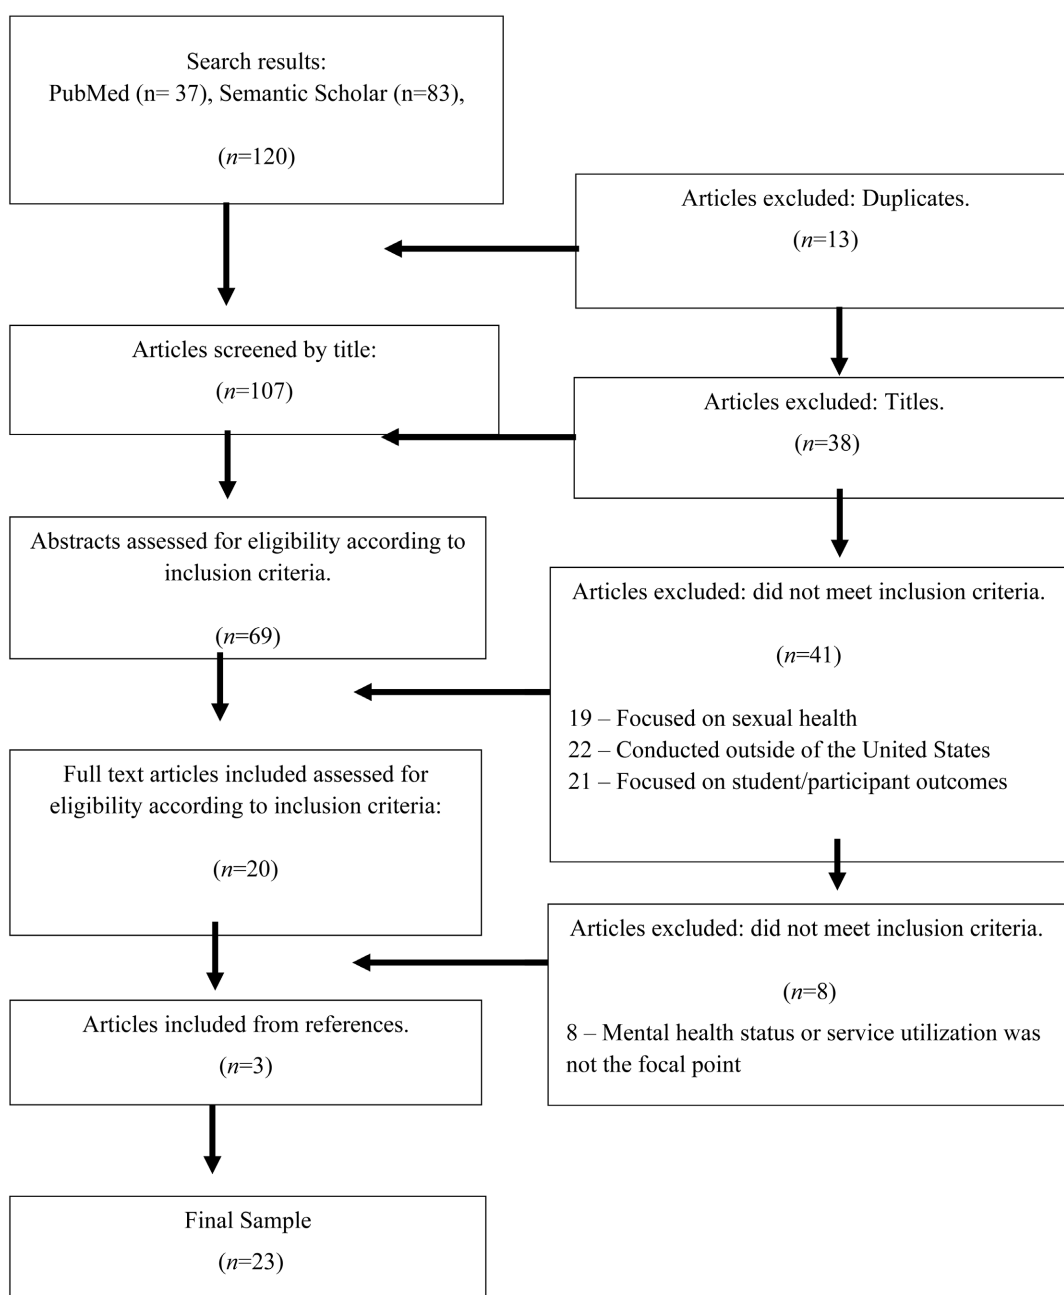 Search results:
PubMed (n= 37), Semantic Scholar (n=83),
(n=120)
Articles excluded: Duplicates.
(n=13)
Articles screened by title:
(n=107)
Articles excluded: Titles.
(n=38)
Abstracts assessed for eligibility according to
inclusion criteria.
(n=69)
Articles excluded: did not meet inclusion criteria.
(n=41)
19 – Focused on sexual health
22 – Conducted outside of the United States
21 – Focused on student/participant outcomes
Full text articles included assessed for
eligibility according to inclusion criteria:
(n=20)
Articles excluded: did not meet inclusion criteria.
(n=8)
8 – Mental health status or service utilization was
not the focal point
Articles included from references.
(n=3)
Final Sample
(n=23)